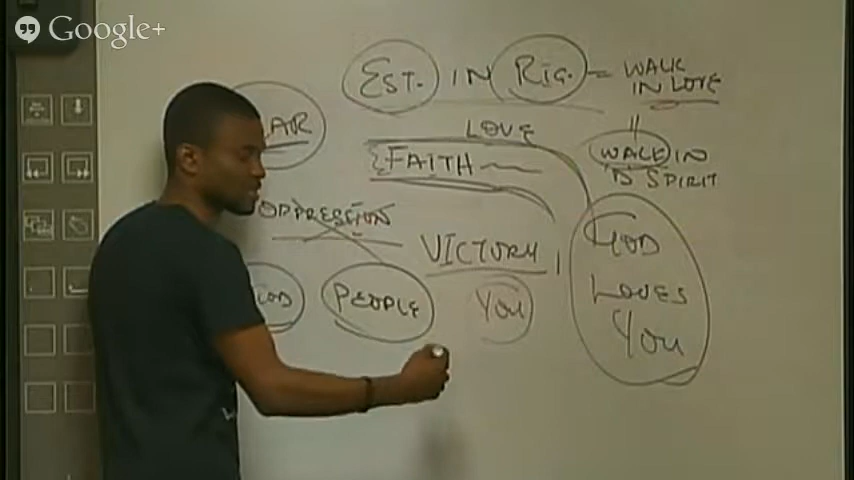 Google+
EST. IN RIG. = WALK
IN LOVE
LOVE
FAITH
WALK IN
D SPIRIT
OPPRESSION
VICTORY
PEOPLE
YOU
GOD
LOVES
YOU